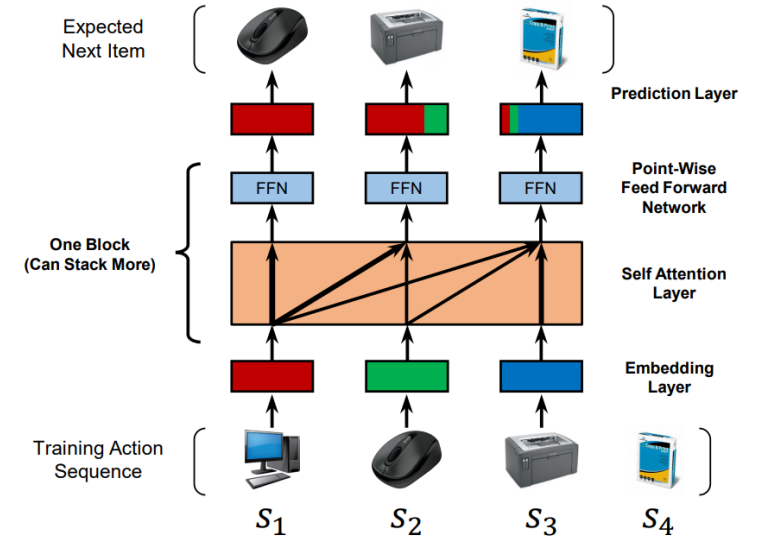 Expected
Next Item
Prediction Layer
FFN
FFN
FFN
Point-Wise
Feed Forward
Network
One Block
(Can Stack More)
Self Attention
Layer
Embedding
Layer
Training Action
Sequence
S1
S2
S3
S4